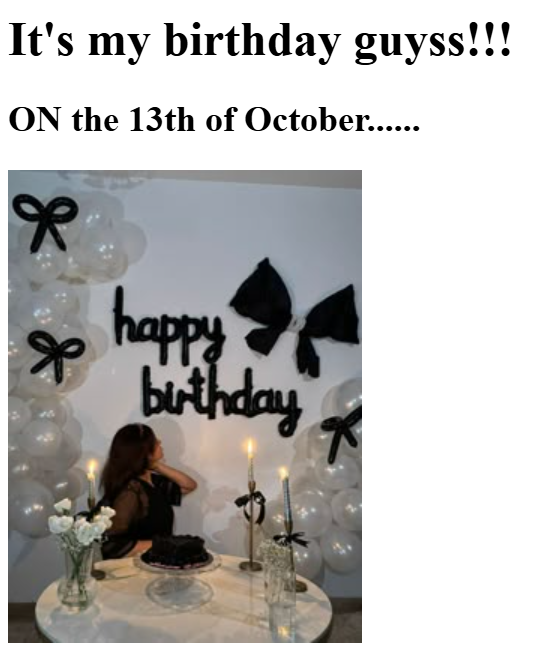 It's my birthday guyss!!!
ON the 13th of October......
happy
birthday